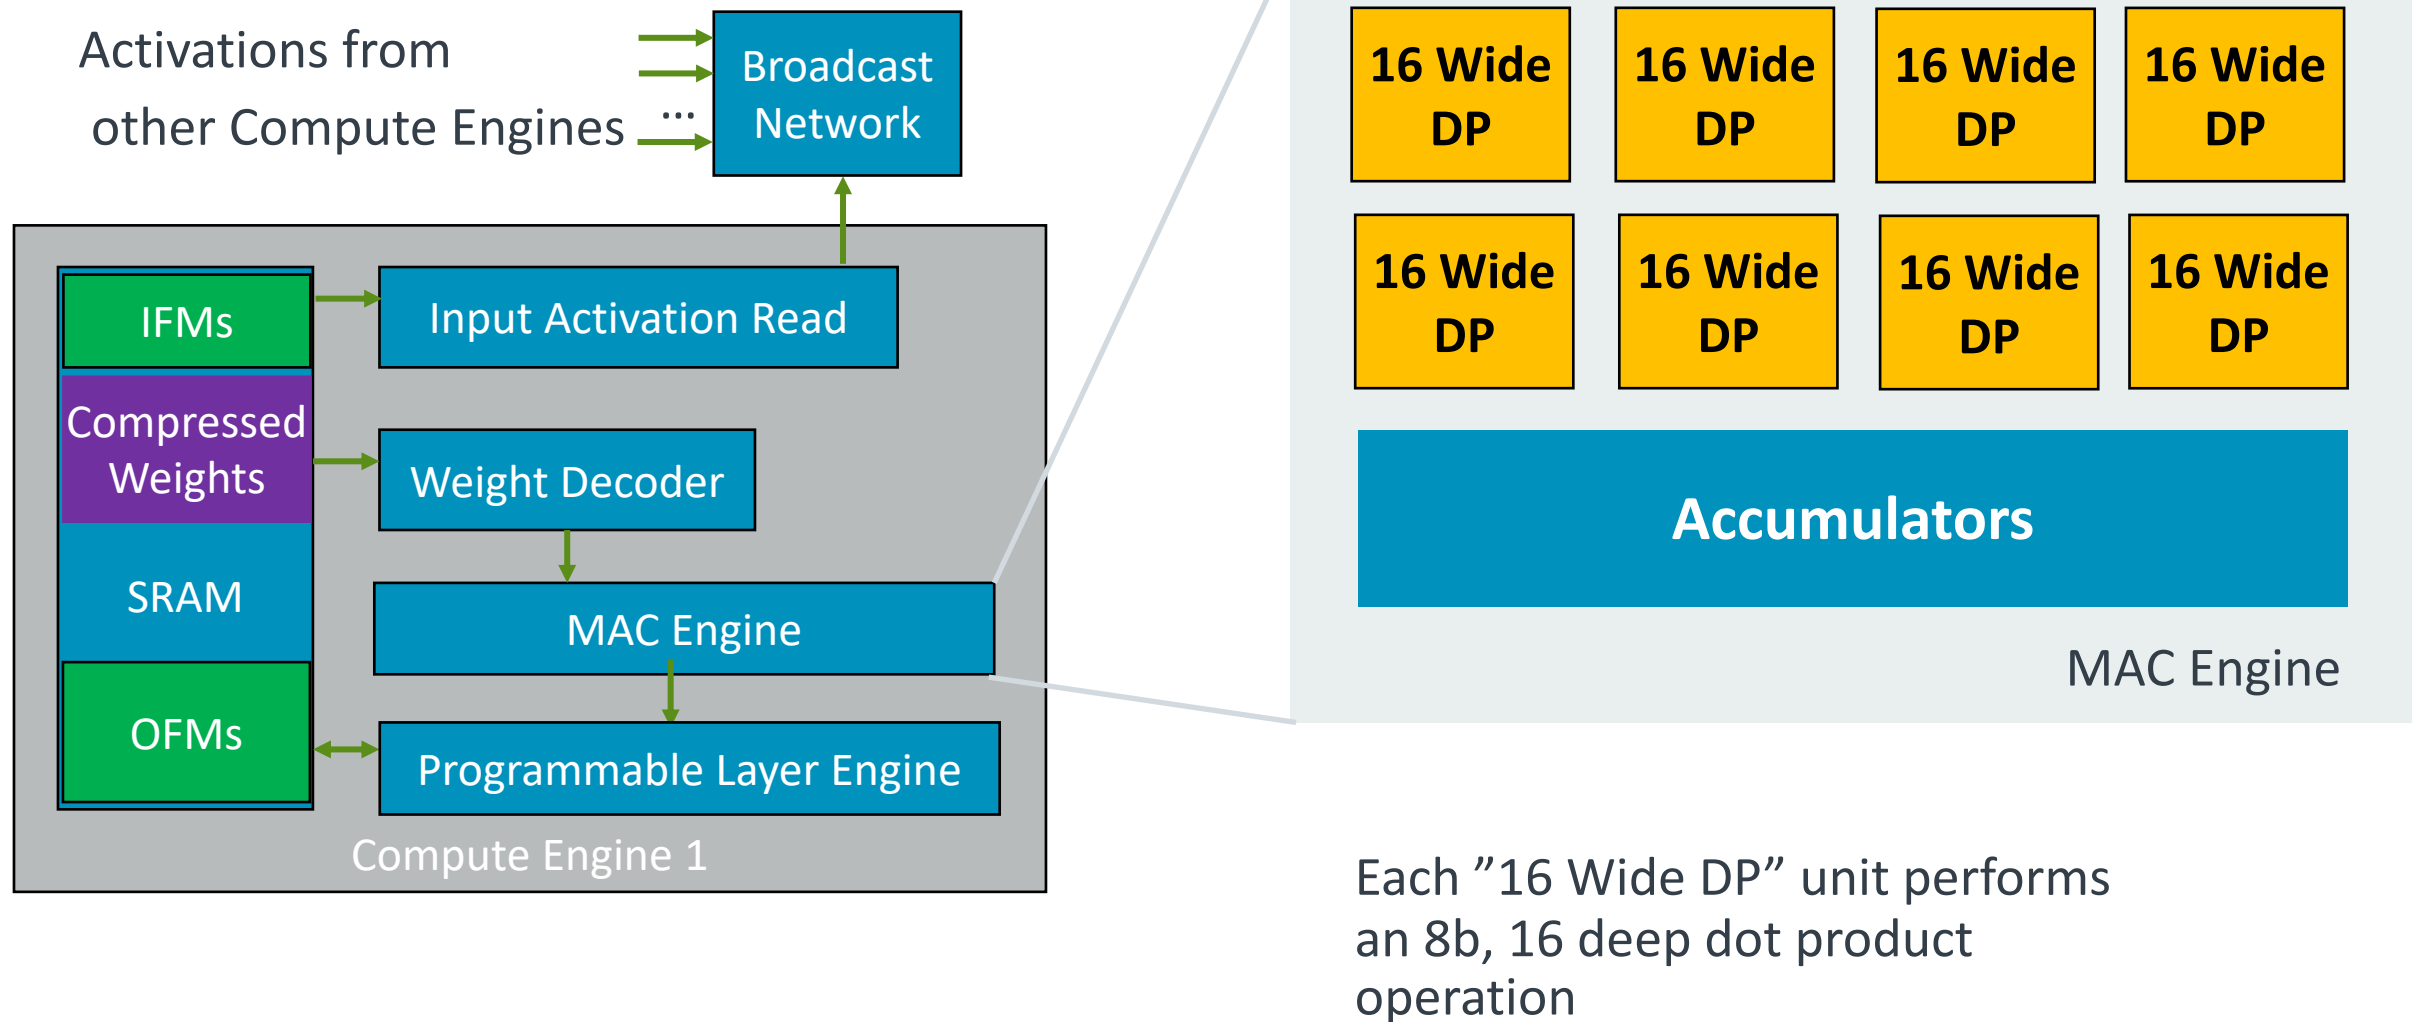 Activations from
other Compute Engines
...
Broadcast
Network
IFMs
Input Activation Read
Compressed
Weights
Weight Decoder
SRAM
MAC Engine
OFMs
Programmable Layer Engine
Compute Engine 1
16 Wide
DP
16 Wide
DP
16 Wide
DP
16 Wide
DP
16 Wide
DP
16 Wide
DP
16 Wide
DP
16 Wide
DP
Accumulators
MAC Engine
Each ”16 Wide DP” unit performs
an 8b, 16 deep dot product
operation